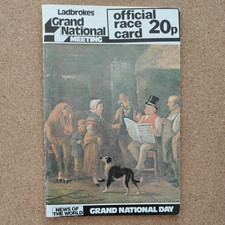 Ladbrokes
Grand
National
MEETING
official
race
card 20p
NEWS
OF THE WORLD
GRAND NATIONAL DAY